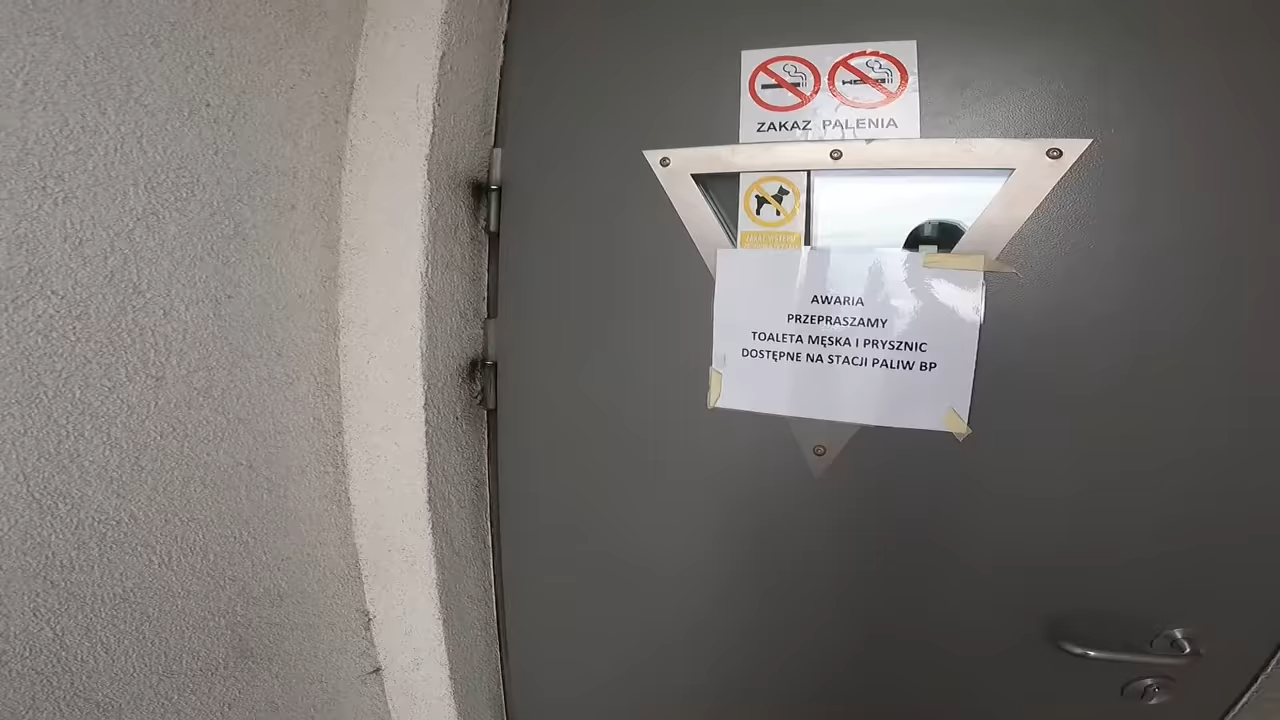 ZAKAZ PALENIA
AWARIA
PRZEPRASZAMY
TOALETA MĘSKA I PRYSZNIC
DOSTĘPNE NA STACJI PALIW BP